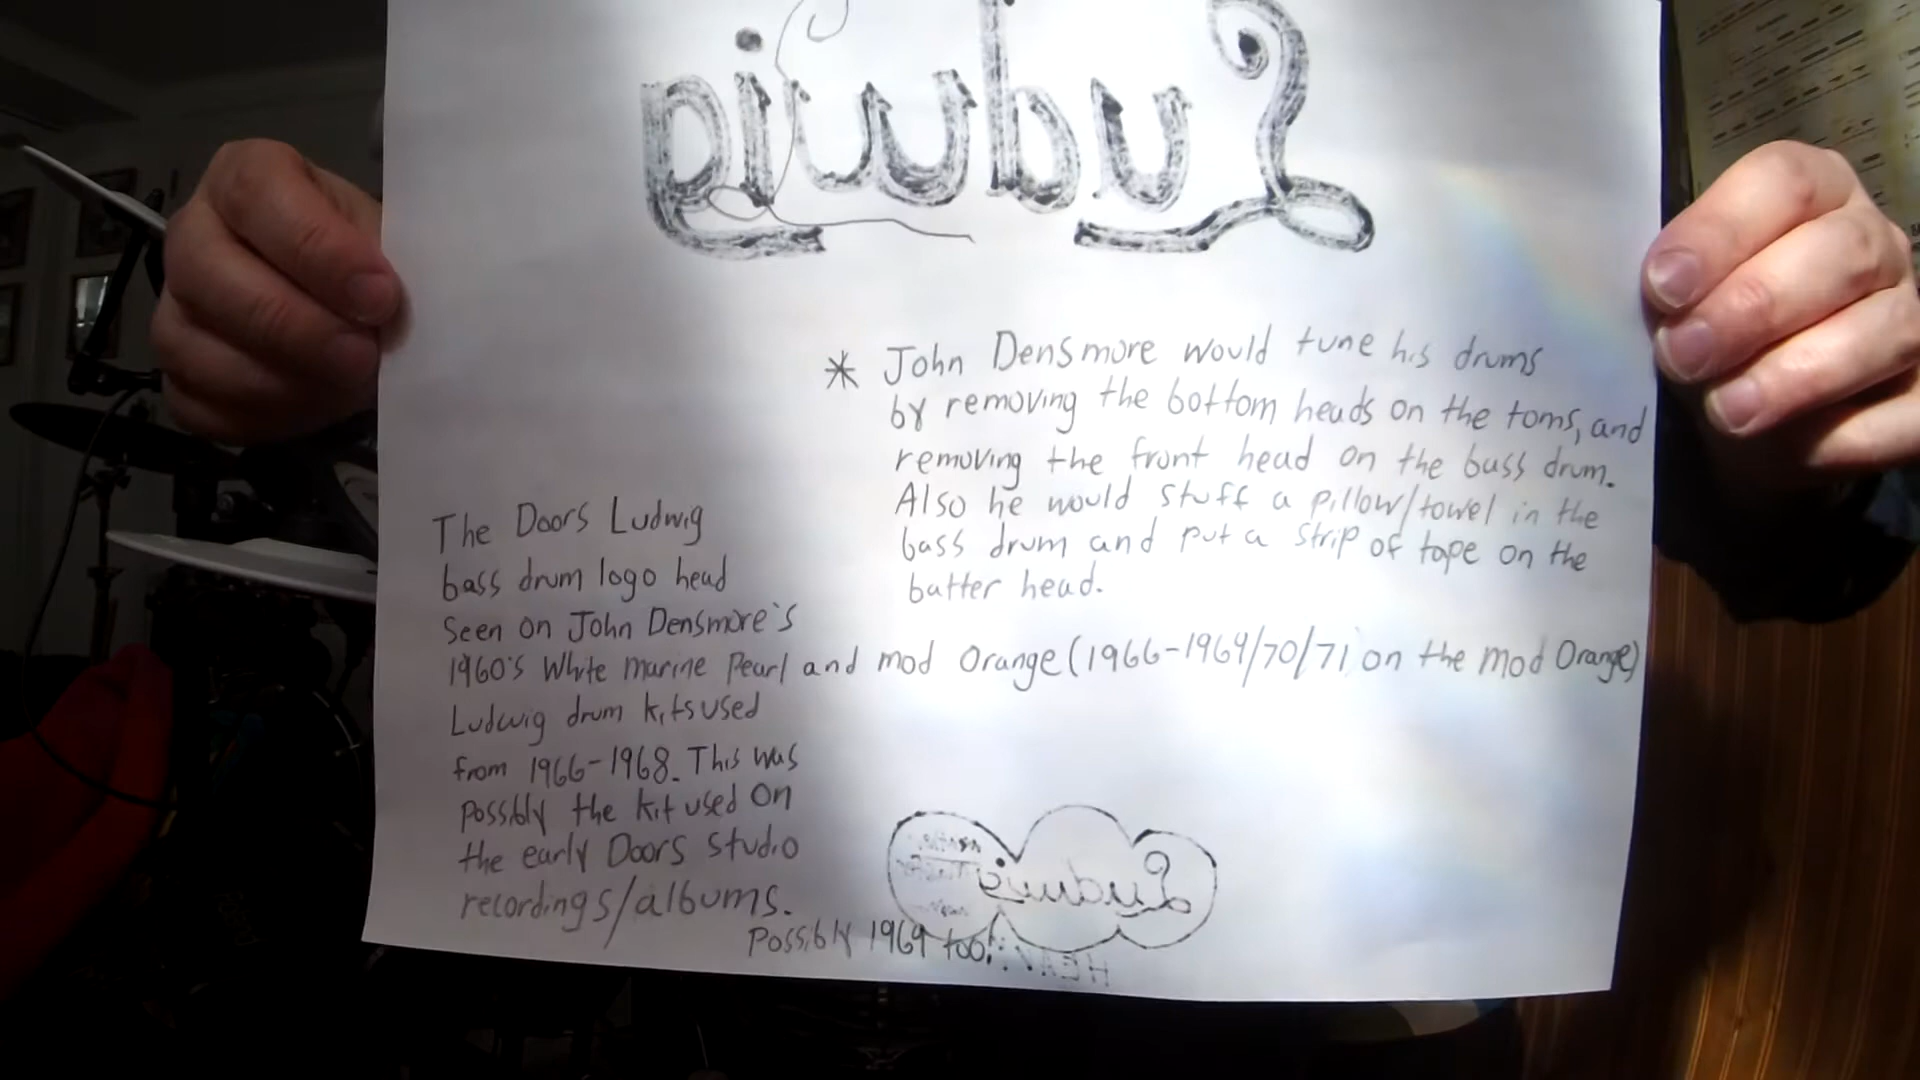 Ludwig
* John Densmore would tune his drums
by removing the bottom heads on the toms, and
removing the front head on the bass drum.
Also he would stuff a pillow/towel in the
bass drum and put a strip of tape on the
batter head.
The Doors Ludwig
bass drum logo head
seen on John Densmore's
1960's White marine Pearl and mod Orange (1966-1969/70/71 on the mod Orange)
Ludwig drum kits used
from 1966-1968. This was
possibly the kit used on
the early Doors studio
recordings/albums.
Possibly 1969 too!
Ludwig
HEAVY